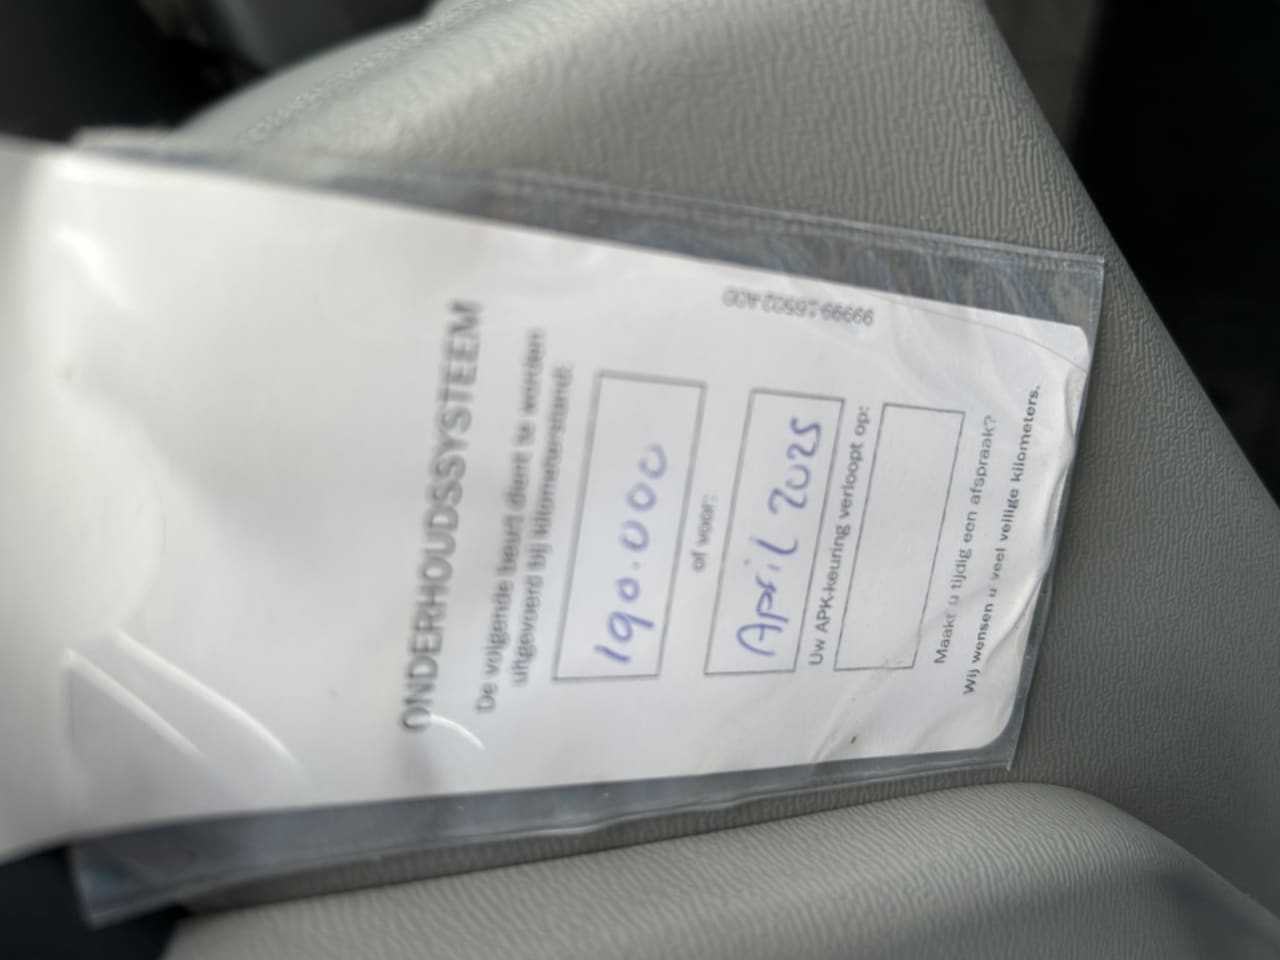 ONDERHOUDSSYSTEEM
De volgende beurt dient te worden
uitgevoerd bij kilometerstand:
190.000
of voor:
April 2025
Uw APK-keuring verloopt op:
Maakt u tijdig een afspraak?
Wij wensen u veel veilige kilometers.
99999-16502-A00